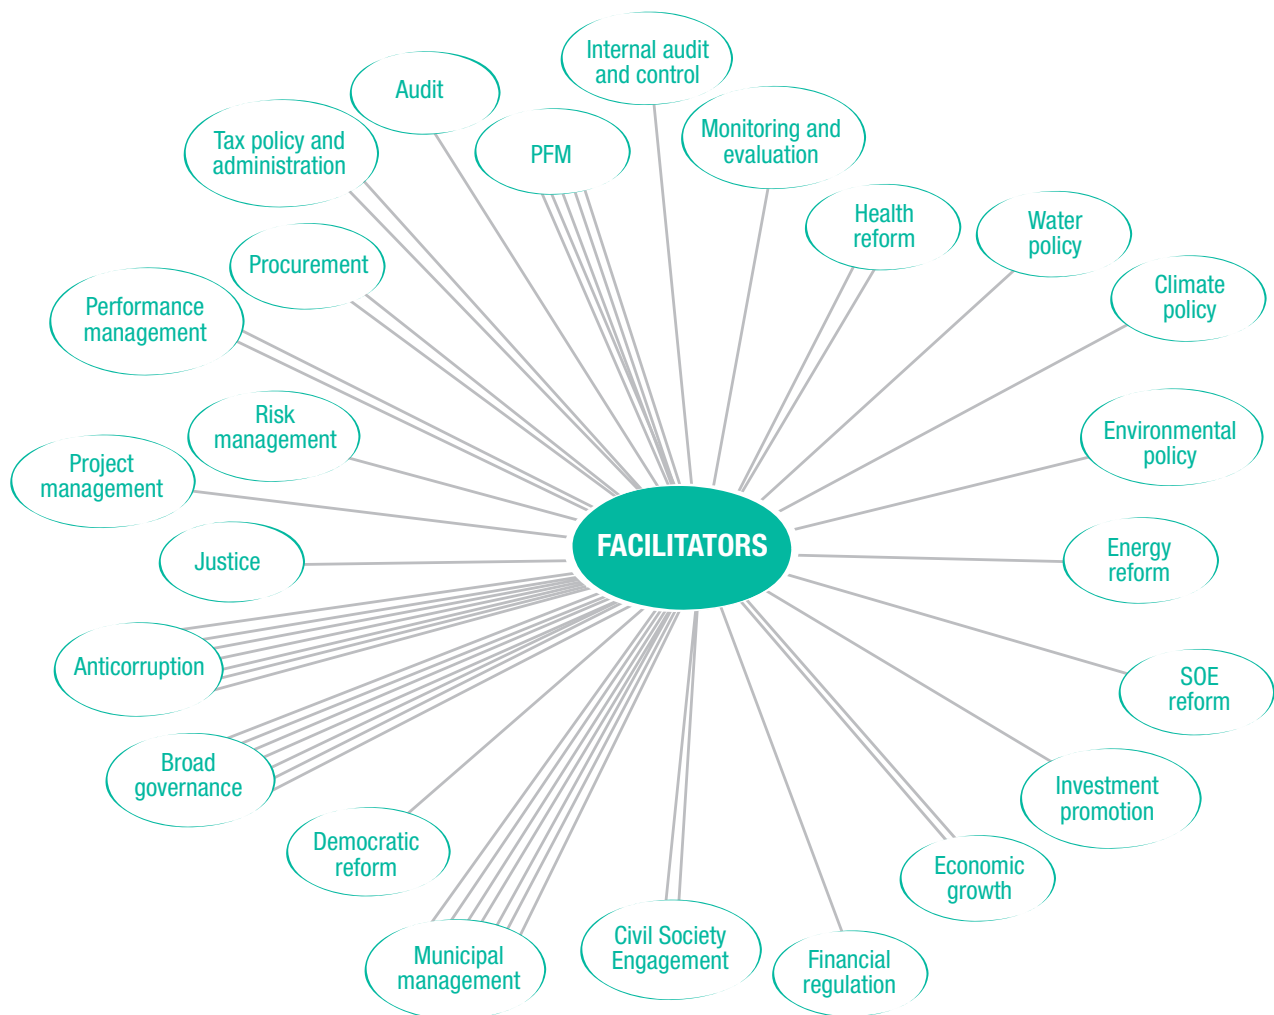 Internal audit
and control
Audit
Monitoring and
evaluation
Tax policy and
administration
PFM
Health
reform
Water
policy
Procurement
Climate
policy
Performance
management
Risk
management
Environmental
policy
Project
management
FACILITATORS
Justice
Energy
reform
Anticorruption
SOE
reform
Broad
governance
Investment
promotion
Democratic
reform
Economic
growth
Municipal
management
Civil Society
Engagement
Financial
regulation